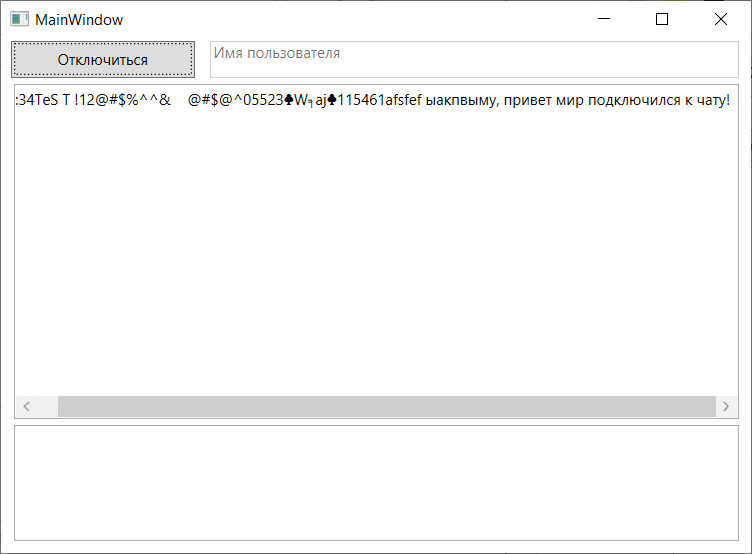 MainWindow
Отключиться
Имя пользователя
:34TeS T !12@#$%^^& @#$@^05523♠W╕aj♠115461afsfef ыакпвыму, привет мир подключился к чату!